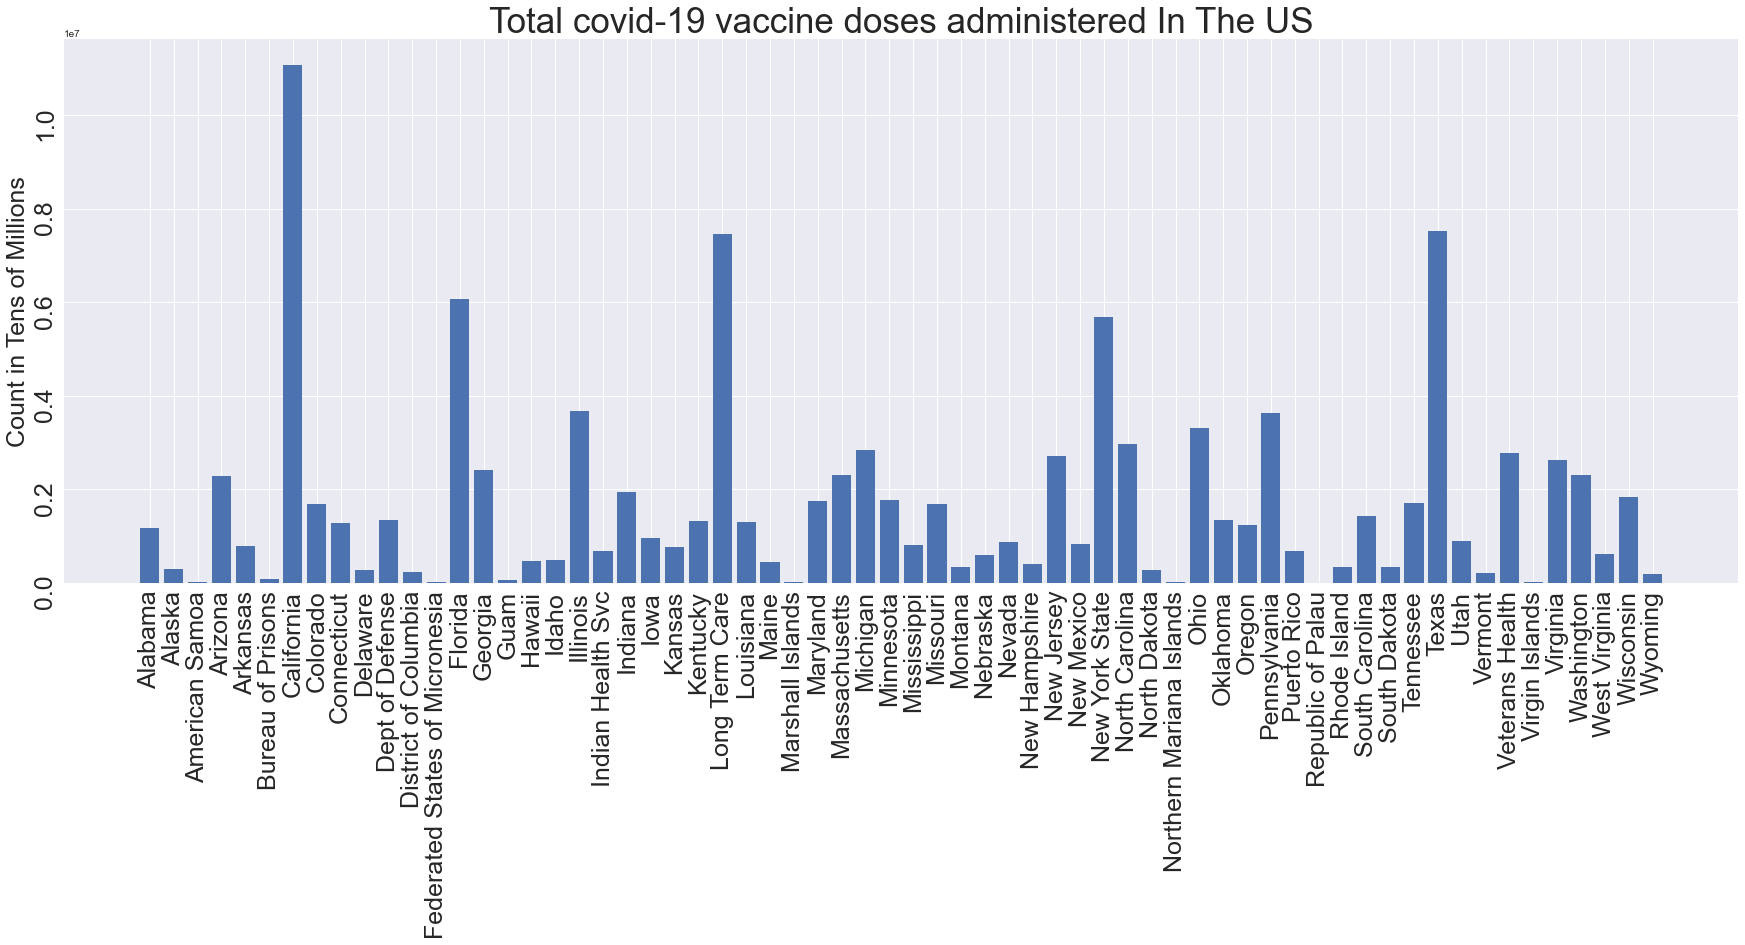 Total covid-19 vaccine doses administered In The US
1e7
Count in Tens of Millions
1.0
0.8
0.6
0.4
0.2
0.0
Alabama
Alaska
American Samoa
Arizona
Arkansas
Bureau of Prisons
California
Colorado
Connecticut
Delaware
Dept of Defense
District of Columbia
Federated States of Micronesia
Florida
Georgia
Guam
Hawaii
Idaho
Illinois
Indian Health Svc
Indiana
Iowa
Kansas
Kentucky
Long Term Care
Louisiana
Maine
Marshall Islands
Maryland
Massachusetts
Michigan
Minnesota
Mississippi
Missouri
Montana
Nebraska
Nevada
New Hampshire
New Jersey
New Mexico
New York State
North Carolina
North Dakota
Northern Mariana Islands
Ohio
Oklahoma
Oregon
Pennsylvania
Puerto Rico
Republic of Palau
Rhode Island
South Carolina
South Dakota
Tennessee
Texas
Utah
Vermont
Veterans Health
Virgin Islands
Virginia
Washington
West Virginia
Wisconsin
Wyoming